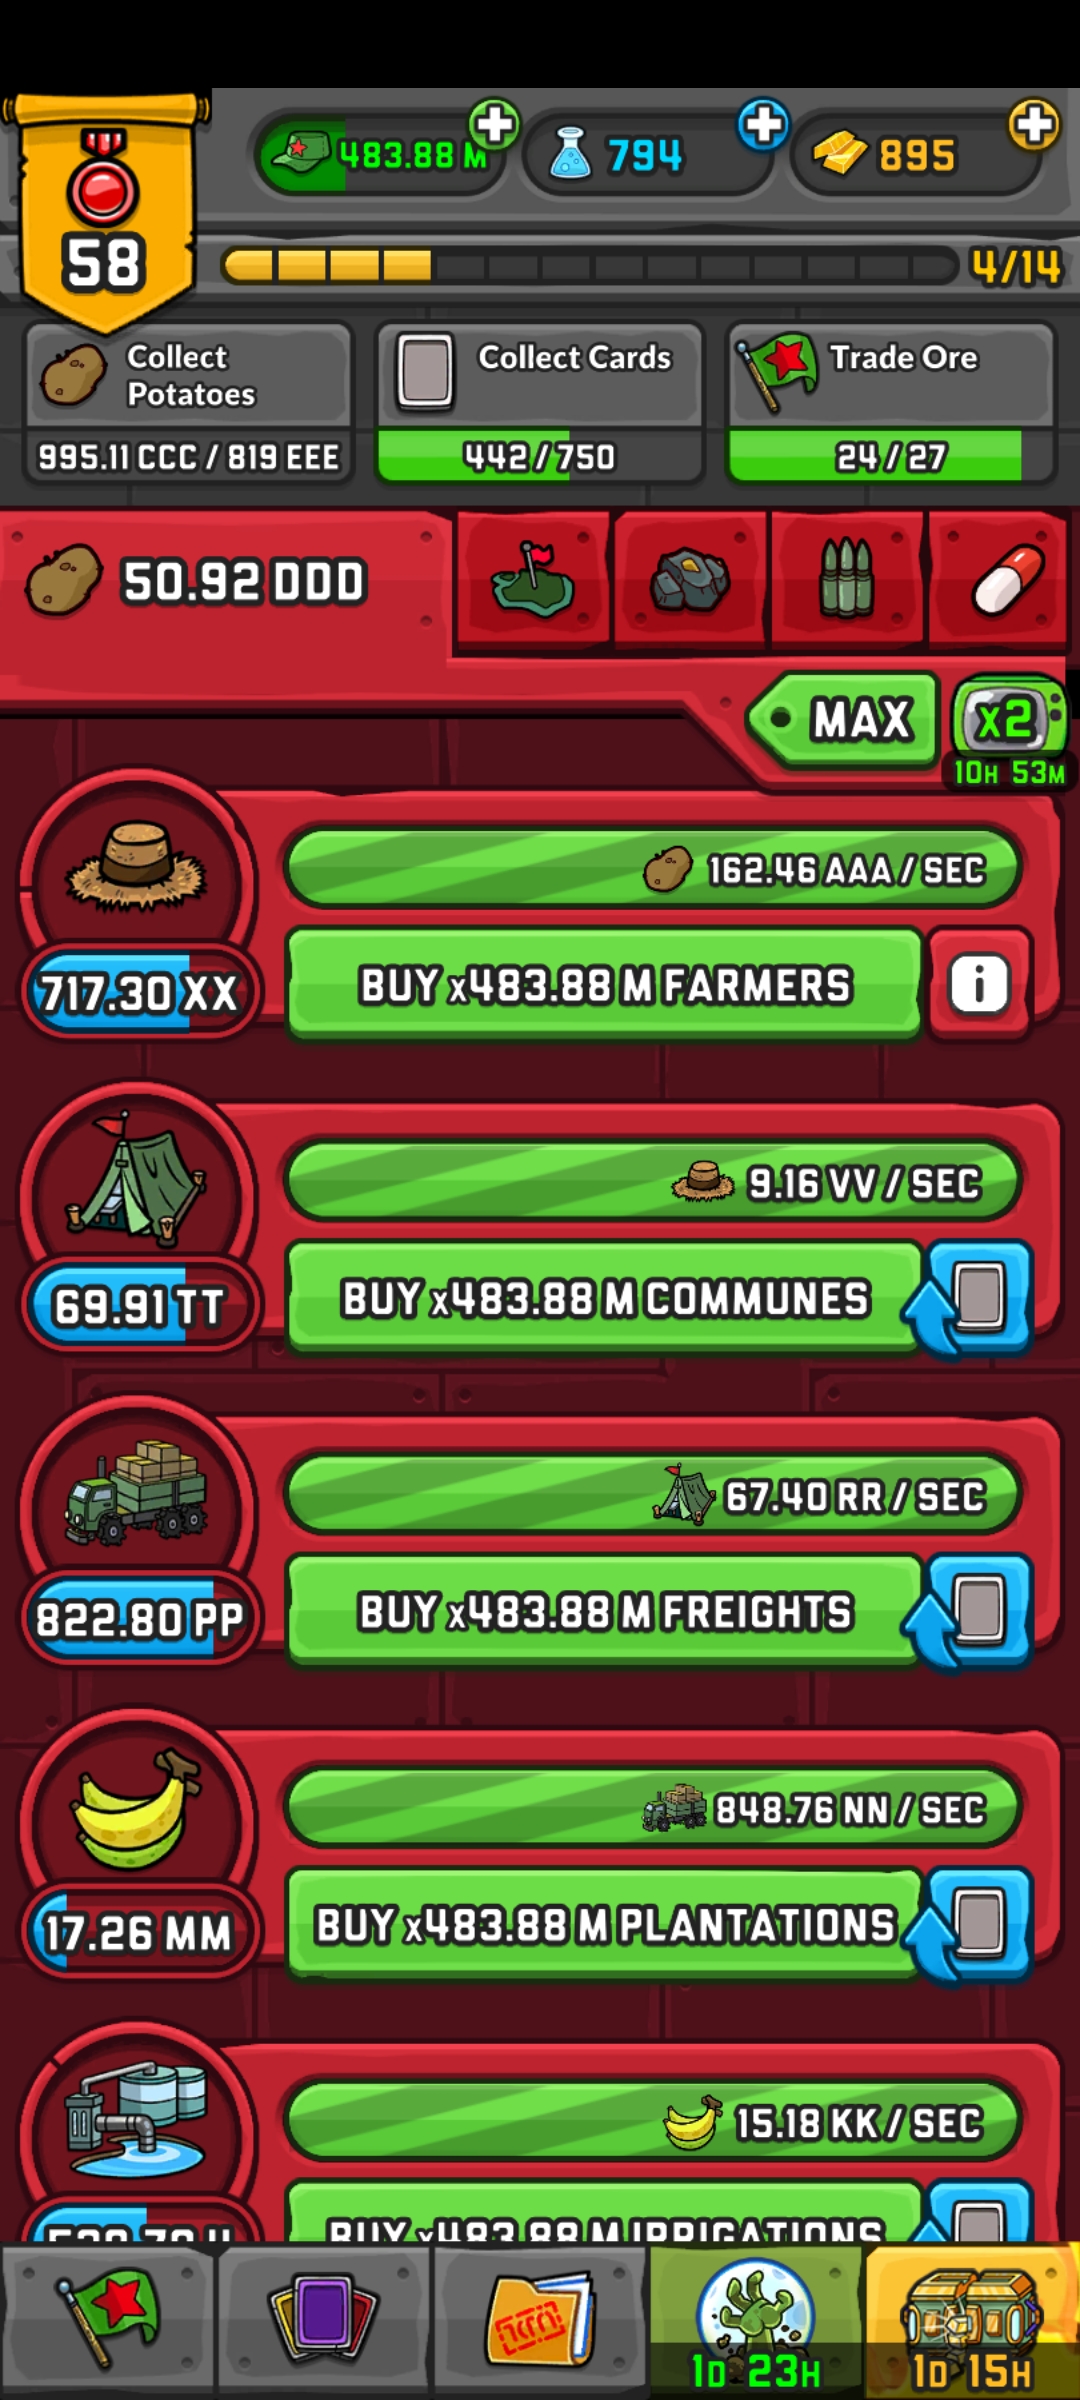 58
483.88 M
794
895
4/14
Collect Potatoes
995.11 CCC / 819 EEE
Collect Cards
442/750
Trade Ore
24/27
50.92 DDD
MAX
x2
10H 53M
162.46 AAA / SEC
717.30 XX
BUY x483.88 M FARMERS
i
9.16 VV / SEC
69.91 TT
BUY x483.88 M COMMUNES
67.40 RR / SEC
822.80 PP
BUY x483.88 M FREIGHTS
848.76 NN / SEC
17.26 MM
BUY x483.88 M PLANTATIONS
15.18 KK / SEC
BUY x483.88 M IRRIGATIONS
1D 23H
1D 15H